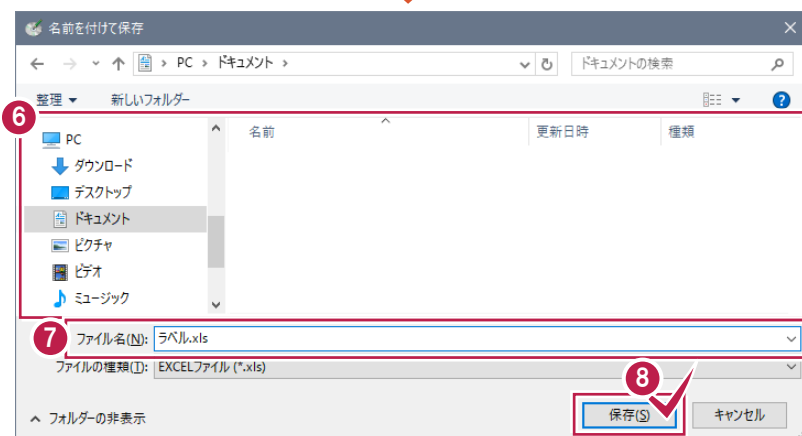 名前を付けて保存
PC › ドキュメント ›
ドキュメントの検索
整理 新しいフォルダー
6
PC
ダウンロード
デスクトップ
ドキュメント
ピクチャ
ビデオ
ミュージック
名前 更新日時 種類
7
ファイル名(N): ラベル.xls
ファイルの種類(T): EXCELファイル (*.xls)
8
フォルダーの非表示
保存(S) キャンセル